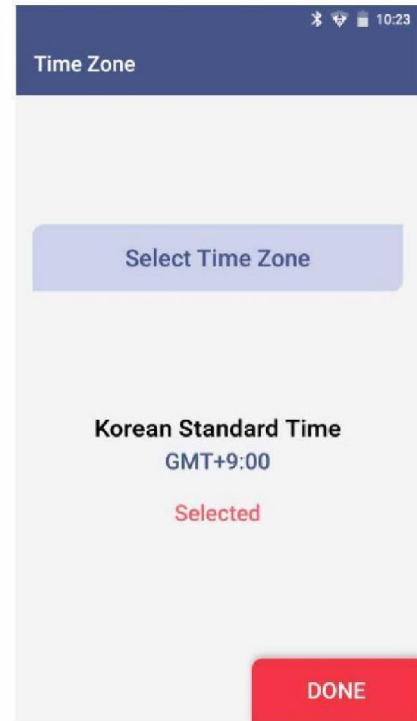 10:23
Time Zone
Select Time Zone
Korean Standard Time
GMT+9:00
Selected
DONE